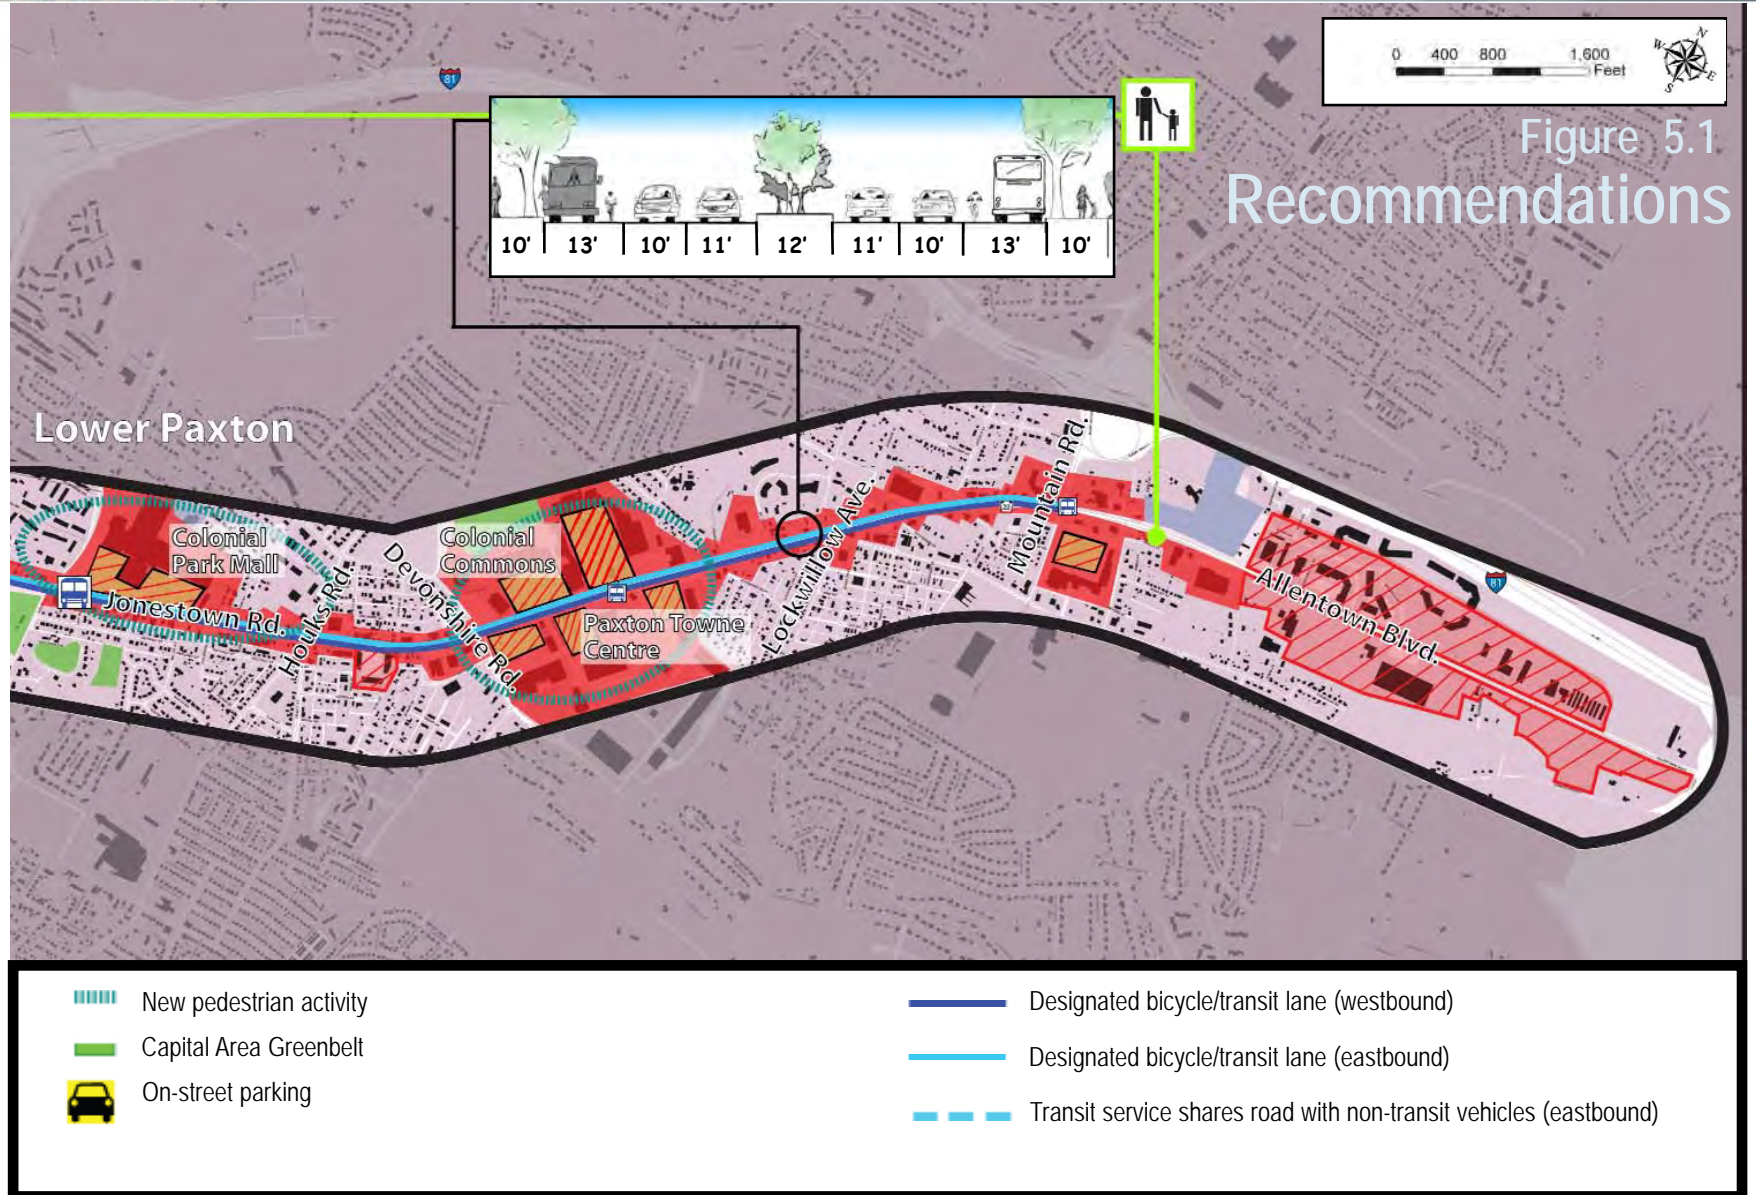 81
0 400 800 1,600
Feet
N
W
E
S
Figure 5.1
Recommendations
10' 13' 10' 11' 12' 11' 10' 13' 10'
Lower Paxton
Mountain Rd.
Colonial
Park Mall
Colonial
Commons
Devonshire Rd.
Lockwillow Ave.
Houks Rd.
Jonestown Rd.
Paxton Towne
Centre
Allentown Blvd.
81
New pedestrian activity
Capital Area Greenbelt
On-street parking
Designated bicycle/transit lane (westbound)
Designated bicycle/transit lane (eastbound)
Transit service shares road with non-transit vehicles (eastbound)